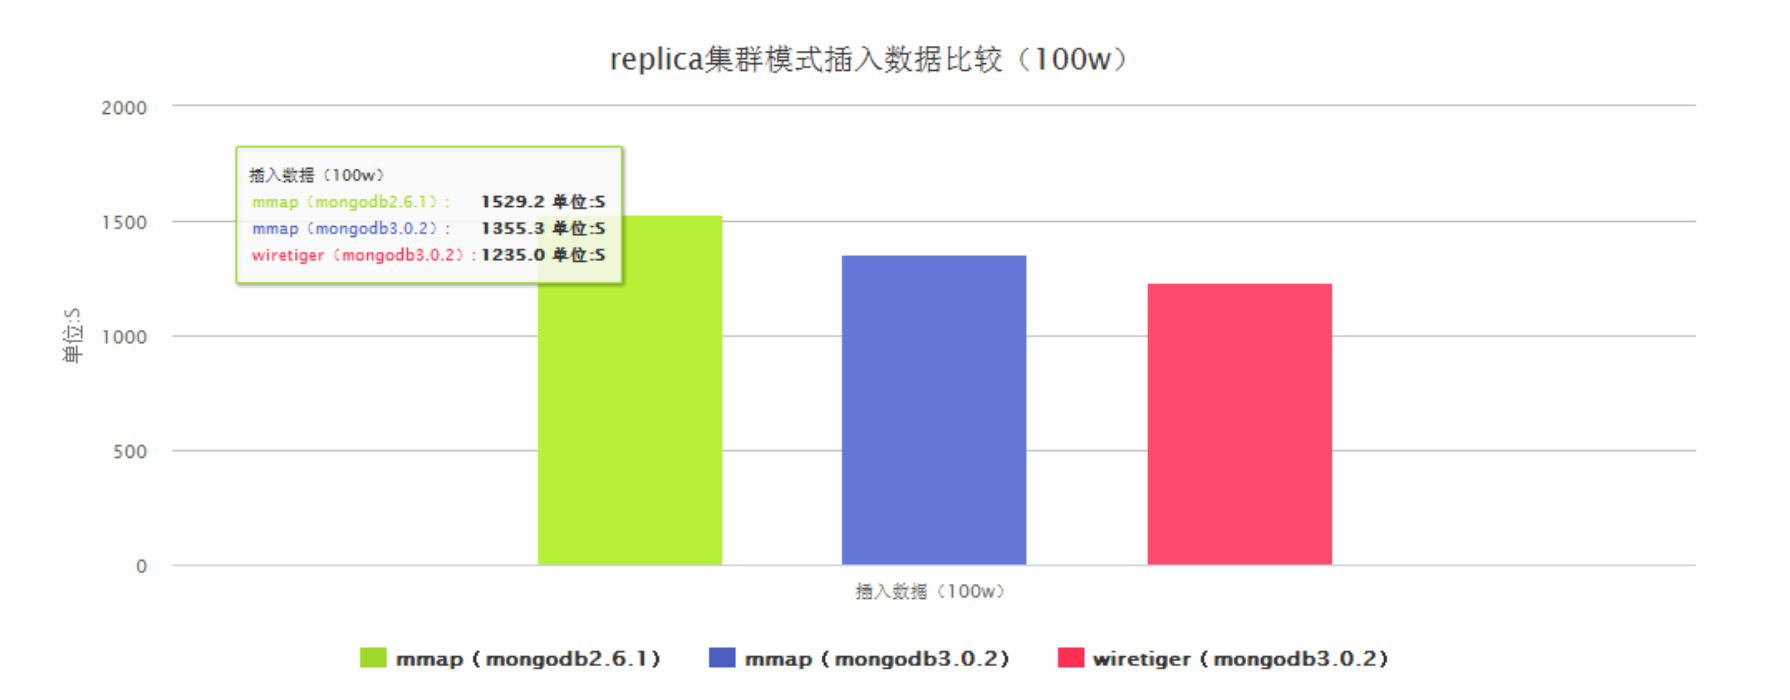 replica集群模式插入数据比较（100w）
2000
1500
1000
500
0
单位:S
插入数据（100w）
mmap（mongodb2.6.1）: 1529.2 单位:S
mmap（mongodb3.0.2）: 1355.3 单位:S
wiretiger（mongodb3.0.2）: 1235.0 单位:S
插入数据（100w）
mmap（mongodb2.6.1） mmap（mongodb3.0.2） wiretiger（mongodb3.0.2）